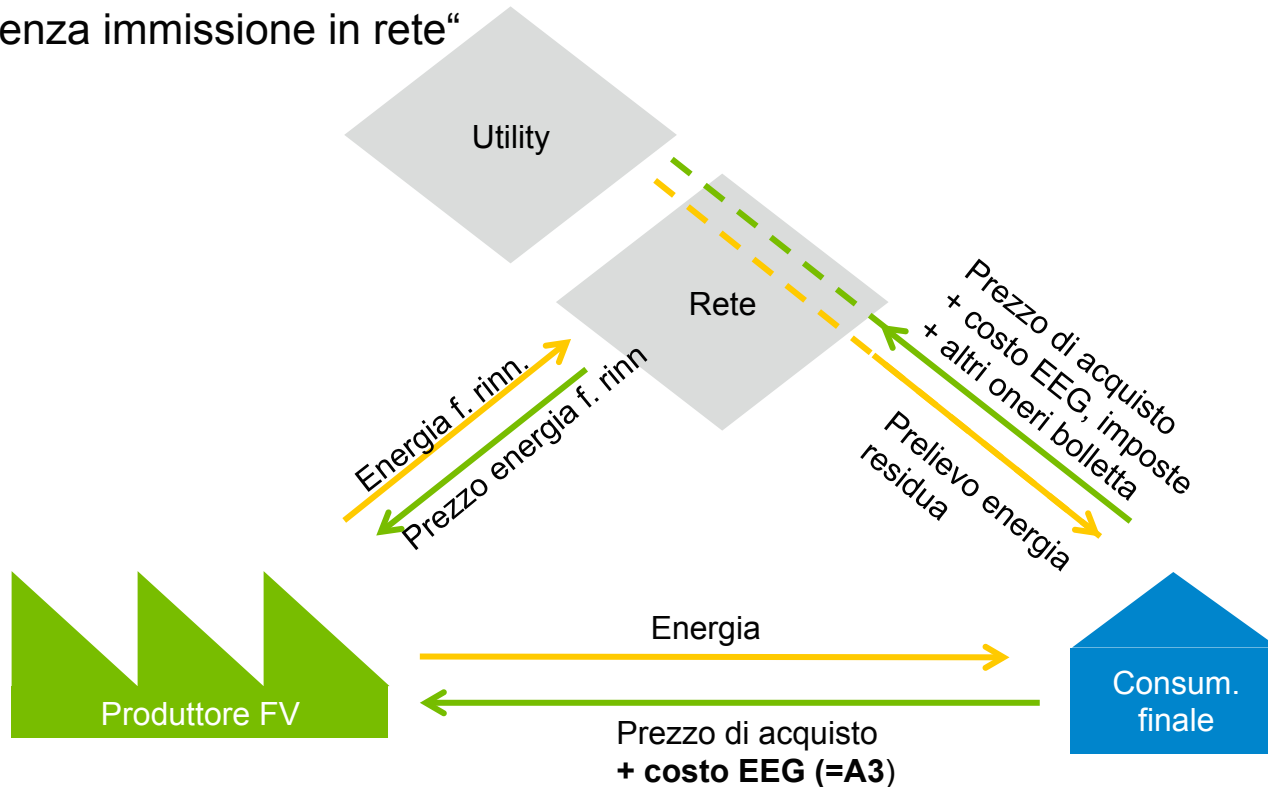 enza immissione in rete“
Utility
Rete
Prezzo di acquisto
+ costo EEG, imposte
+ altri oneri bolletta
Prelievo energia
residua
Energia f. rinn.
Prezzo energia f. rinn
Energia
Produttore FV
Consum.
finale
Prezzo di acquisto
+ costo EEG (=A3)